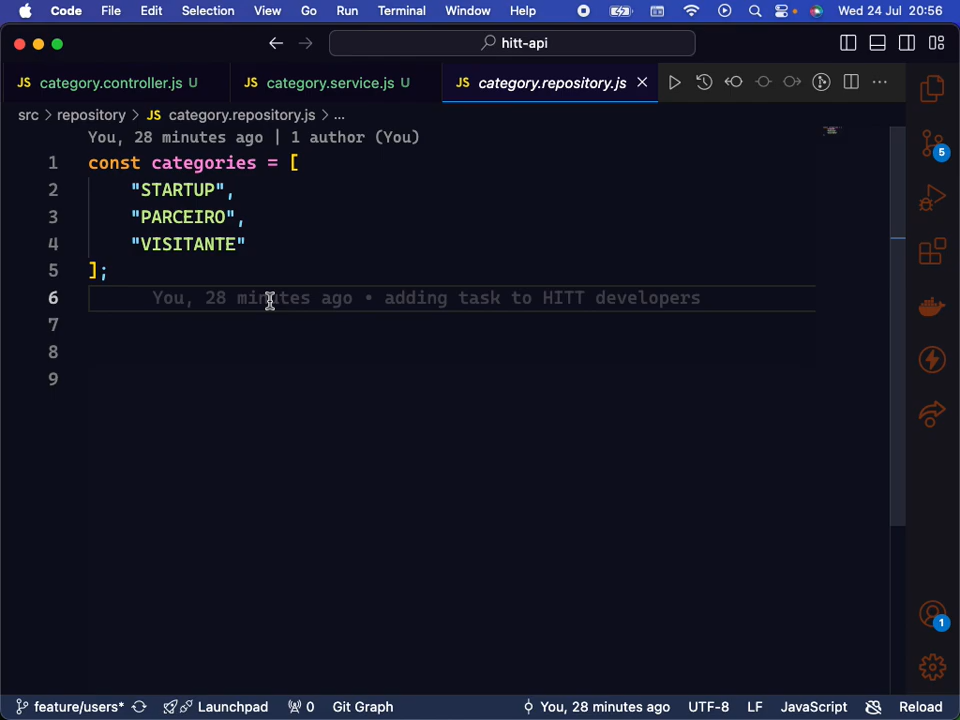 Code File Edit Selection View Go Run Terminal Window Help Wed 24 Jul 20:56
hitt-api
JS category.controller.js U JS category.service.js U JS category.repository.js
src > repository > JS category.repository.js > ...
You, 28 minutes ago | 1 author (You)
1 const categories = [
2 "STARTUP",
3 "PARCEIRO",
4 "VISITANTE"
5 ];
6 You, 28 minutes ago • adding task to HITT developers
7
8
9
5
1
feature/users* Launchpad 0 Git Graph You, 28 minutes ago UTF-8 LF JavaScript Reload